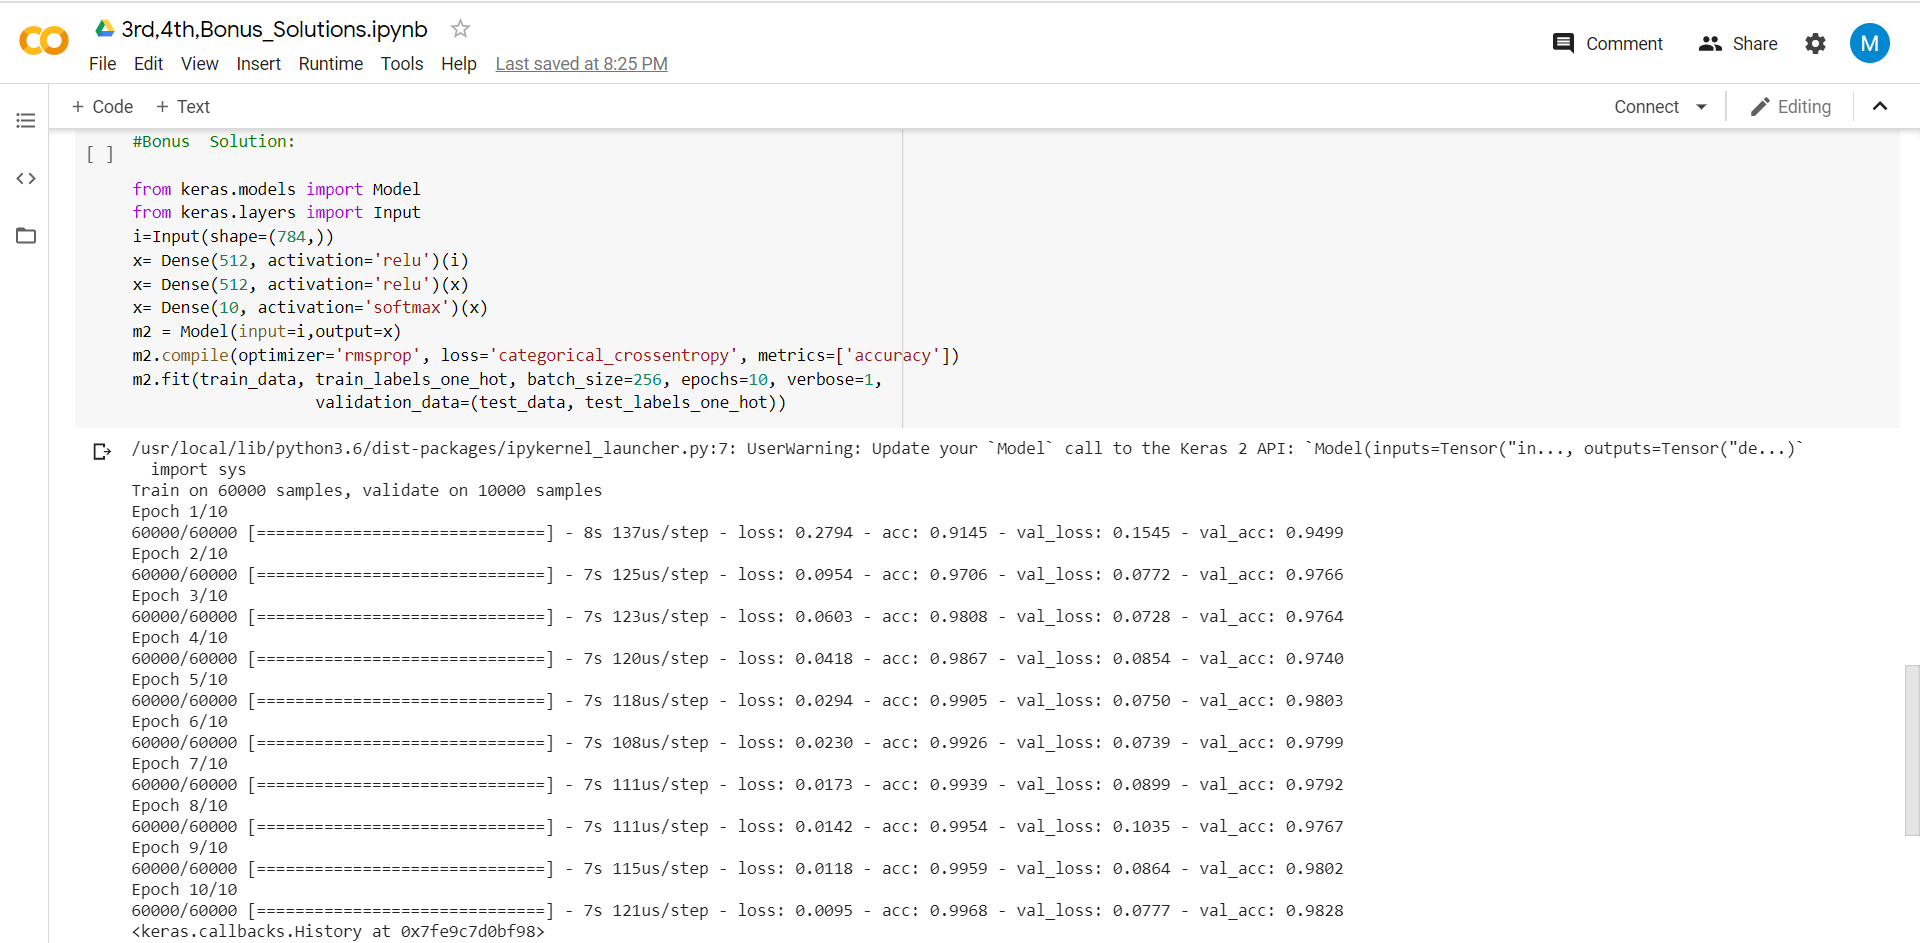 3rd,4th,Bonus_Solutions.ipynb
File Edit View Insert Runtime Tools Help Last saved at 8:25 PM
Comment Share M
+ Code + Text
Connect Editing
[ ]
#Bonus  Solution:
from keras.models import Model
from keras.layers import Input
i=Input(shape=(784,))
x= Dense(512, activation='relu')(i)
x= Dense(512, activation='relu')(x)
x= Dense(10, activation='softmax')(x)
m2 = Model(input=i,output=x)
m2.compile(optimizer='rmsprop', loss='categorical_crossentropy', metrics=['accuracy'])
m2.fit(train_data, train_labels_one_hot, batch_size=256, epochs=10, verbose=1,
validation_data=(test_data, test_labels_one_hot))
/usr/local/lib/python3.6/dist-packages/ipykernel_launcher.py:7: UserWarning: Update your `Model` call to the Keras 2 API: `Model(inputs=Tensor("in..., outputs=Tensor("de...)`
import sys
Train on 60000 samples, validate on 10000 samples
Epoch 1/10
60000/60000 [==============================] - 8s 137us/step - loss: 0.2794 - acc: 0.9145 - val_loss: 0.1545 - val_acc: 0.9499
Epoch 2/10
60000/60000 [==============================] - 7s 125us/step - loss: 0.0954 - acc: 0.9706 - val_loss: 0.0772 - val_acc: 0.9766
Epoch 3/10
60000/60000 [==============================] - 7s 123us/step - loss: 0.0603 - acc: 0.9808 - val_loss: 0.0728 - val_acc: 0.9764
Epoch 4/10
60000/60000 [==============================] - 7s 120us/step - loss: 0.0418 - acc: 0.9867 - val_loss: 0.0854 - val_acc: 0.9740
Epoch 5/10
60000/60000 [==============================] - 7s 118us/step - loss: 0.0294 - acc: 0.9905 - val_loss: 0.0750 - val_acc: 0.9803
Epoch 6/10
60000/60000 [==============================] - 7s 108us/step - loss: 0.0230 - acc: 0.9926 - val_loss: 0.0739 - val_acc: 0.9799
Epoch 7/10
60000/60000 [==============================] - 7s 111us/step - loss: 0.0173 - acc: 0.9939 - val_loss: 0.0899 - val_acc: 0.9792
Epoch 8/10
60000/60000 [==============================] - 7s 111us/step - loss: 0.0142 - acc: 0.9954 - val_loss: 0.1035 - val_acc: 0.9767
Epoch 9/10
60000/60000 [==============================] - 7s 115us/step - loss: 0.0118 - acc: 0.9959 - val_loss: 0.0864 - val_acc: 0.9802
Epoch 10/10
60000/60000 [==============================] - 7s 121us/step - loss: 0.0095 - acc: 0.9968 - val_loss: 0.0777 - val_acc: 0.9828
<keras.callbacks.History at 0x7fe9c7d0bf98>